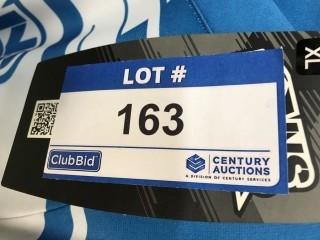 LOT #
163
ClubBid
CENTURY
AUCTIONS
A DIVISION OF CENTURY SERVICES
XL